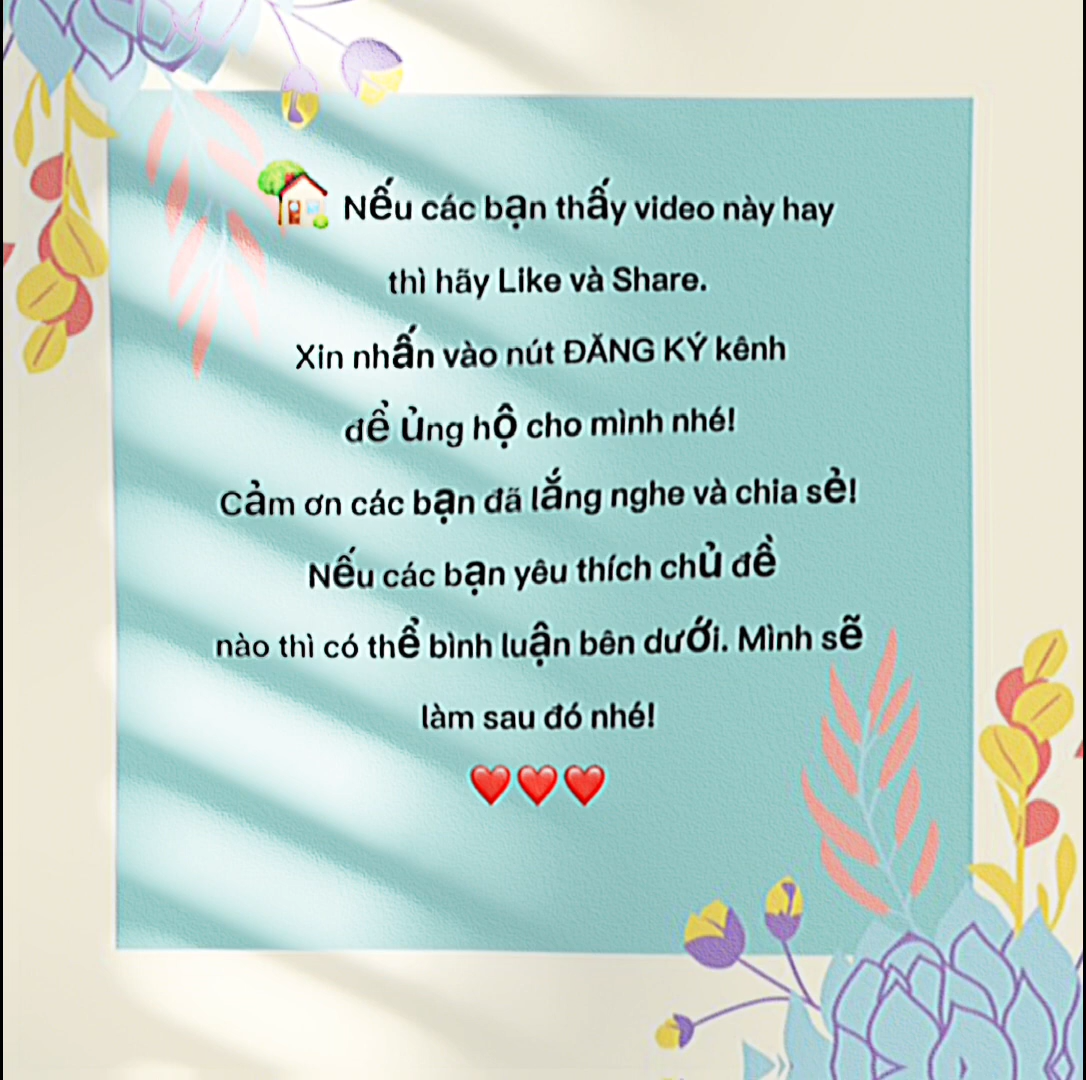 Nếu các bạn thấy video này hay
thì hãy Like và Share.
Xin nhấn vào nút ĐĂNG KÝ kênh
để ủng hộ cho mình nhé!
Cảm ơn các bạn đã lắng nghe và chia sẻ!
Nếu các bạn yêu thích chủ đề
nào thì có thể bình luận bên dưới. Mình sẽ
làm sau đó nhé!